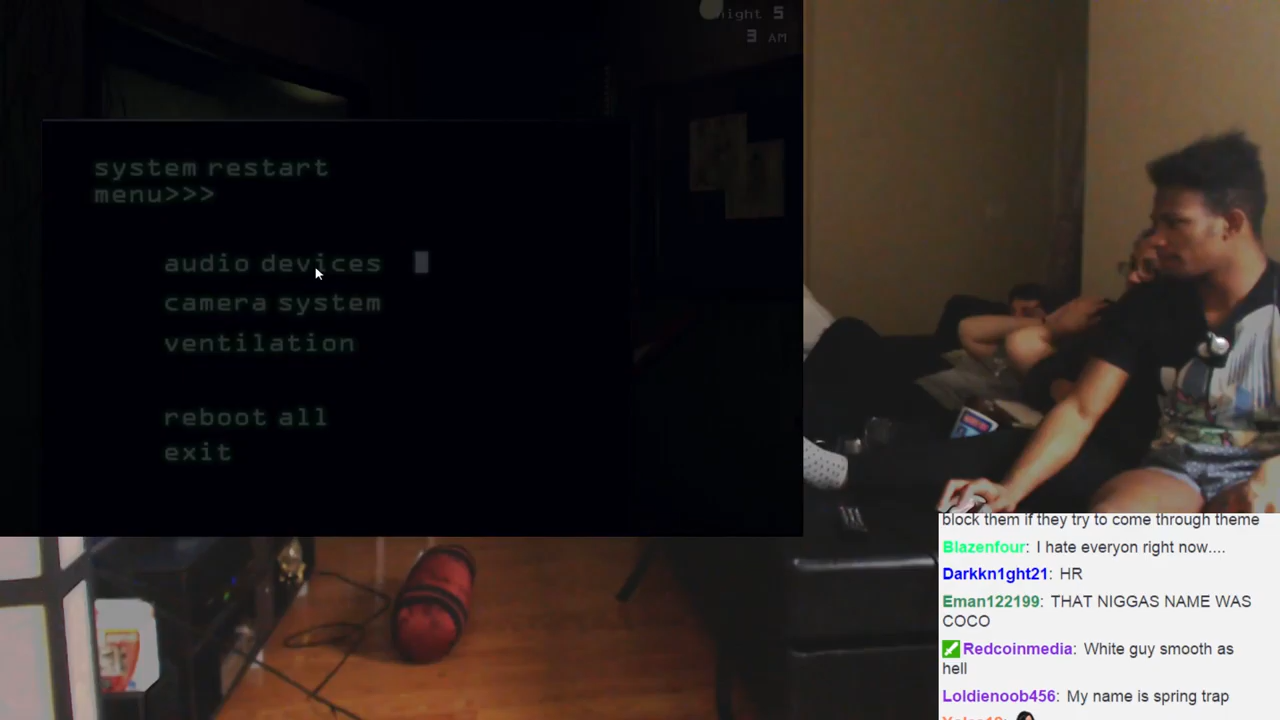 night 5
3 AM
system restart
menu>>>
audio devices
camera system
ventilation
reboot all
exit
block them if they try to come through theme
Blazenfour: I hate everyon right now....
Darkkn1ght21: HR
Eman122199: THAT NIGGAS NAME WAS
COCO
Redcoinmedia: White guy smooth as
hell
Loldienoob456: My name is spring trap